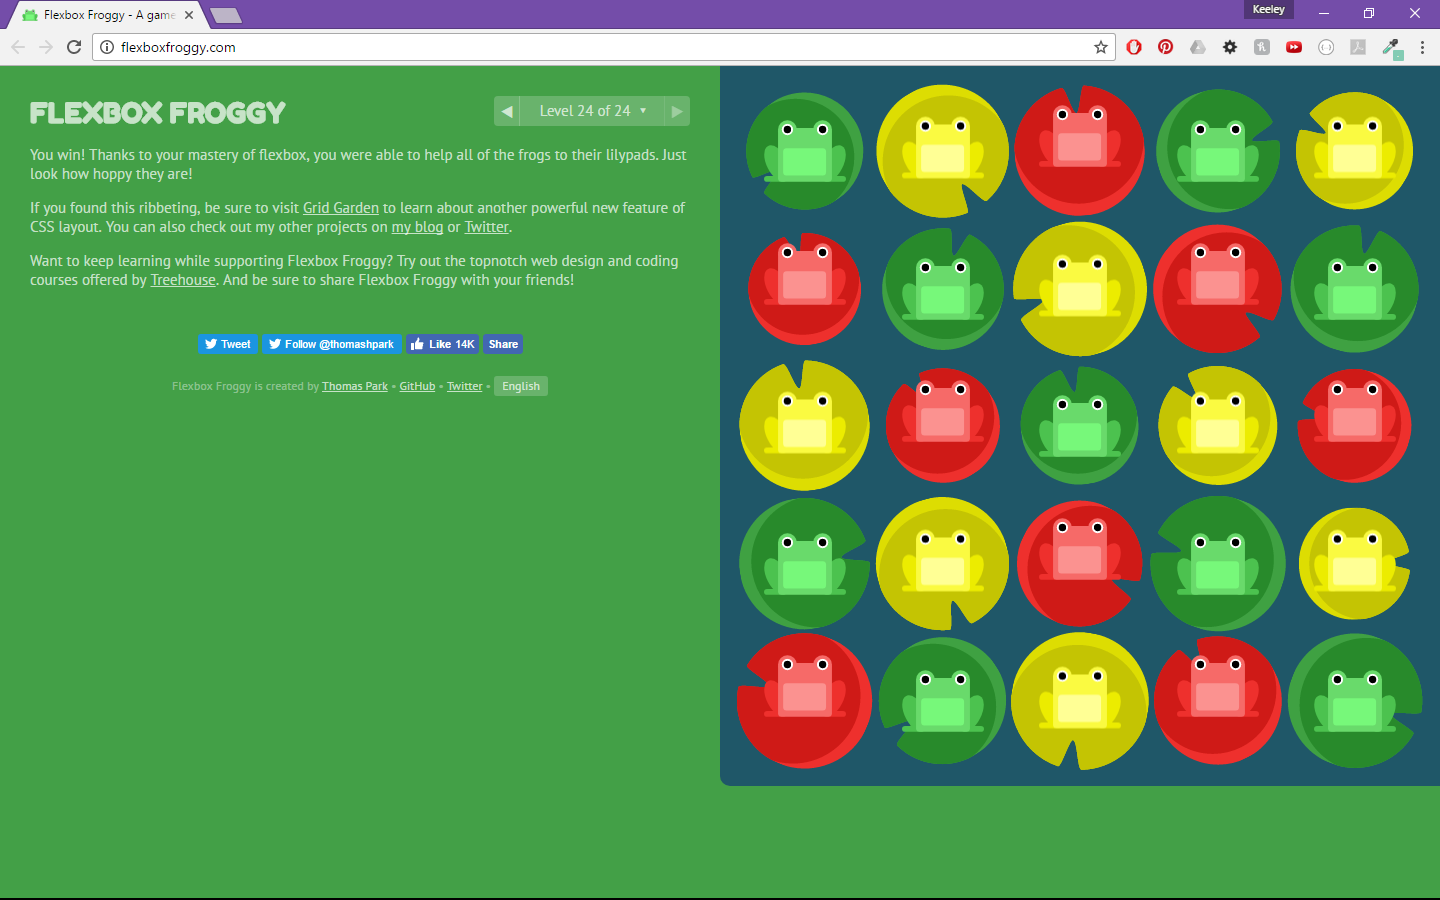 Flexbox Froggy - A game
Keeley
flexboxfroggy.com
FLEXBOX FROGGY
◀ Level 24 of 24 ▼ ▶
You win! Thanks to your mastery of flexbox, you were able to help all of the frogs to their lilypads. Just
look how hoppy they are!
If you found this ribbeting, be sure to visit Grid Garden to learn about another powerful new feature of
CSS layout. You can also check out my other projects on my blog or Twitter.
Want to keep learning while supporting Flexbox Froggy? Try out the topnotch web design and coding
courses offered by Treehouse. And be sure to share Flexbox Froggy with your friends!
Tweet Follow @thomashpark Like 14K Share
Flexbox Froggy is created by Thomas Park • GitHub • Twitter • English